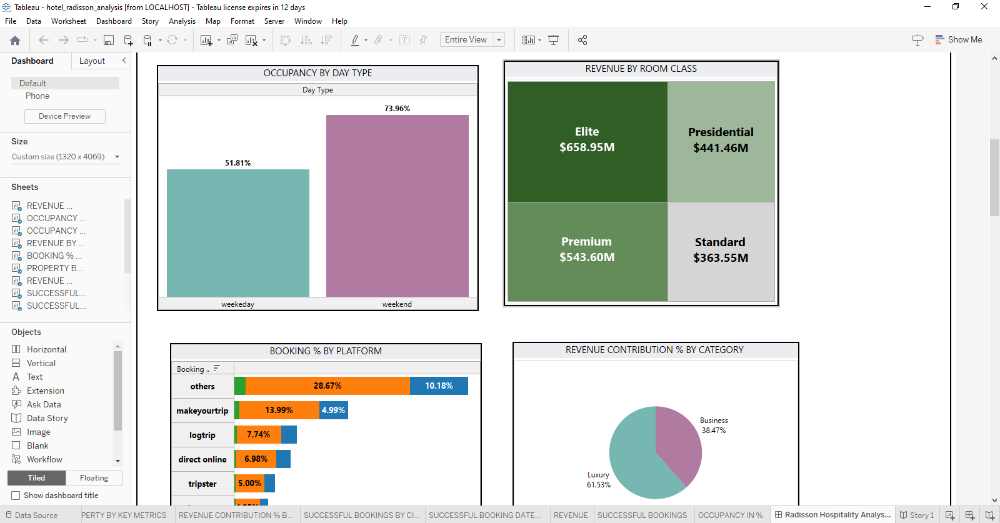 Tableau - hotel_radisson_analysis [from LOCALHOST] - Tableau license expires in 12 days
File Data Worksheet Dashboard Story Analysis Map Format Server Window Help
Entire View
Show Me
Dashboard Layout
Default
Phone
Device Preview
Size
Custom size (1320 x 4069)
Sheets
REVENUE ...
OCCUPANCY ...
OCCUPANCY ...
REVENUE BY ...
BOOKING % ...
PROPERTY B...
REVENUE ...
SUCCESSFUL...
SUCCESSFUL...
Objects
Horizontal
Vertical
Text
Extension
Ask Data
Data Story
Image
Blank
Workflow
Tiled Floating
Show dashboard title
OCCUPANCY BY DAY TYPE
Day Type
73.96%
51.81%
weekeday weekend
REVENUE BY ROOM CLASS
Elite
$658.95M
Presidential
$441.46M
Premium
$543.60M
Standard
$363.55M
BOOKING % BY PLATFORM
Booking ..
others 28.67% 10.18%
makeyourtrip 13.99% 4.99%
logtrip 7.74%
direct online 6.98%
tripster 5.00%
REVENUE CONTRIBUTION % BY CATEGORY
Business
38.47%
Luxury
61.53%
Data Source PERTY BY KEY METRICS REVENUE CONTRIBUTION % B... SUCCESSFUL BOOKINGS BY CI... SUCCESSFUL BOOKING DATE... REVENUE SUCCESSFUL BOOKINGS OCCUPANCY IN % Radisson Hospitality Analys... Story 1